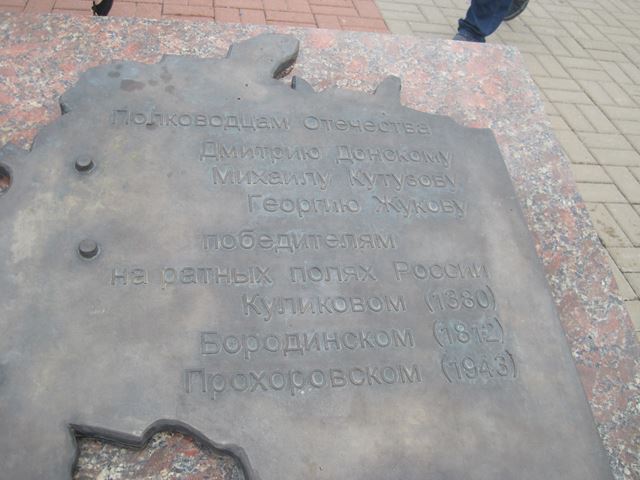 Полководцам Отечества
Дмитрию Донскому
Михаилу Кутузову
Георгию Жукову
победителям
на ратных полях России
Куликовом (1380)
Бородинском (1812)
Прохоровском (1943)